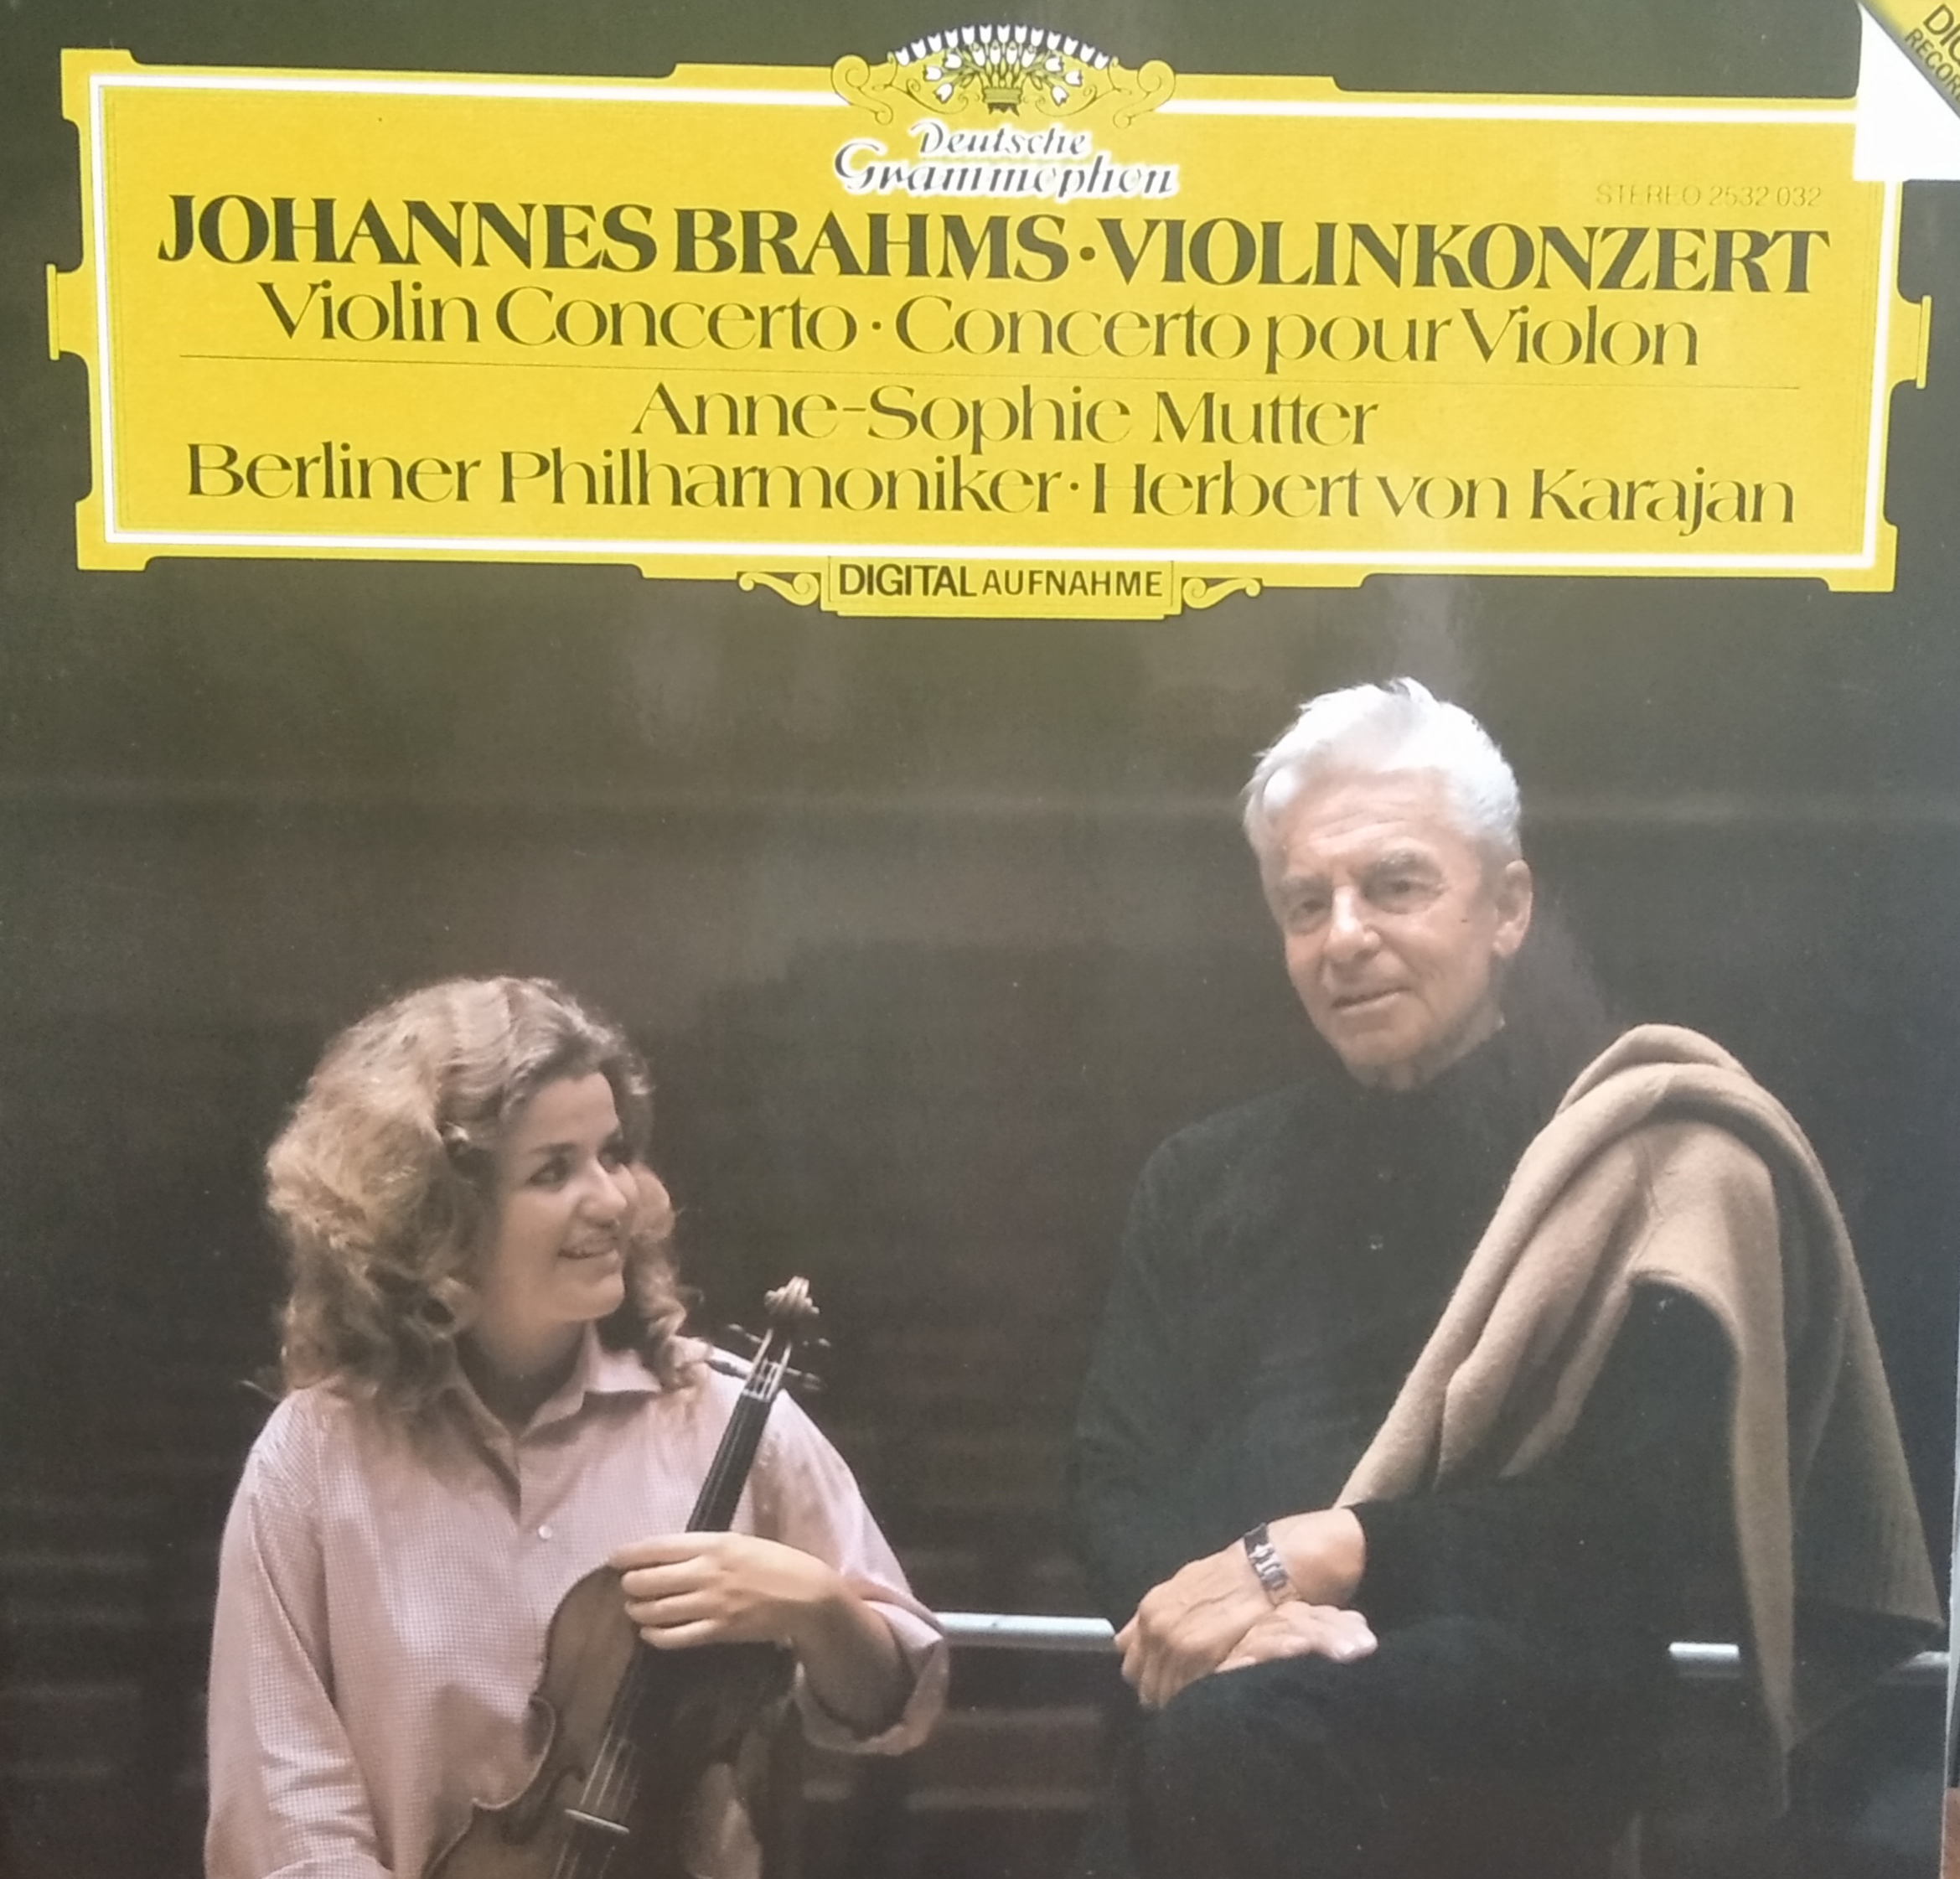 Deutsche
Grammophon
STEREO 2532 032
JOHANNES BRAHMS·VIOLINKONZERT
Violin Concerto·Concerto pour Violon
Anne-Sophie Mutter
Berliner Philharmoniker·Herbert von Karajan
DIGITAL AUFNAHME